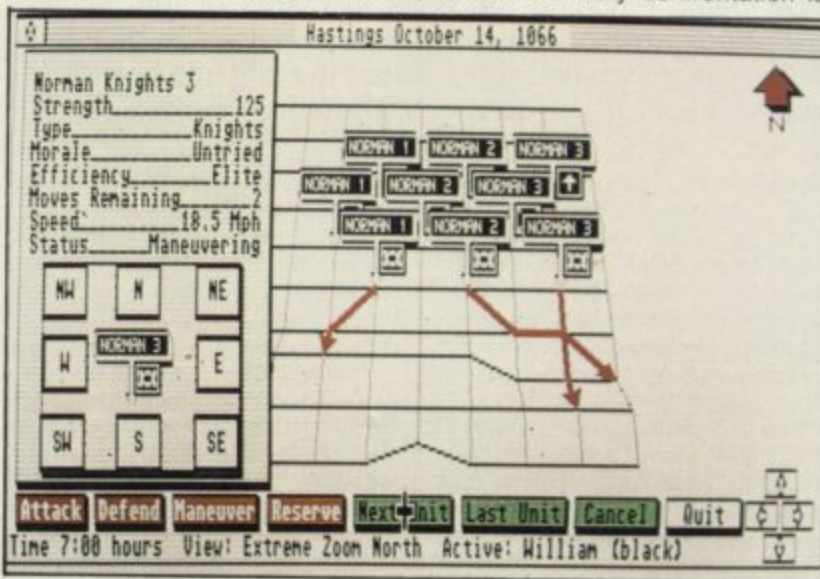 Hastings October 14, 1066
Norman Knights 3
Strength 125
Type Knights
Morale Untried
Efficiency Elite
Moves Remaining 2
Speed 18.5 Mph
Status Maneuvering
NW N NE
NORMAN 3
W E
SW S SE
N
NORMAN 1 NORMAN 2 NORMAN 3
NORMAN 1 NORMAN 2 NORMAN 3
NORMAN 1 NORMAN 2 NORMAN 3
Attack Defend Maneuver Reserve Next Unit Last Unit Cancel Quit
Time 7:00 hours View: Extreme Zoom North Active: William (black)